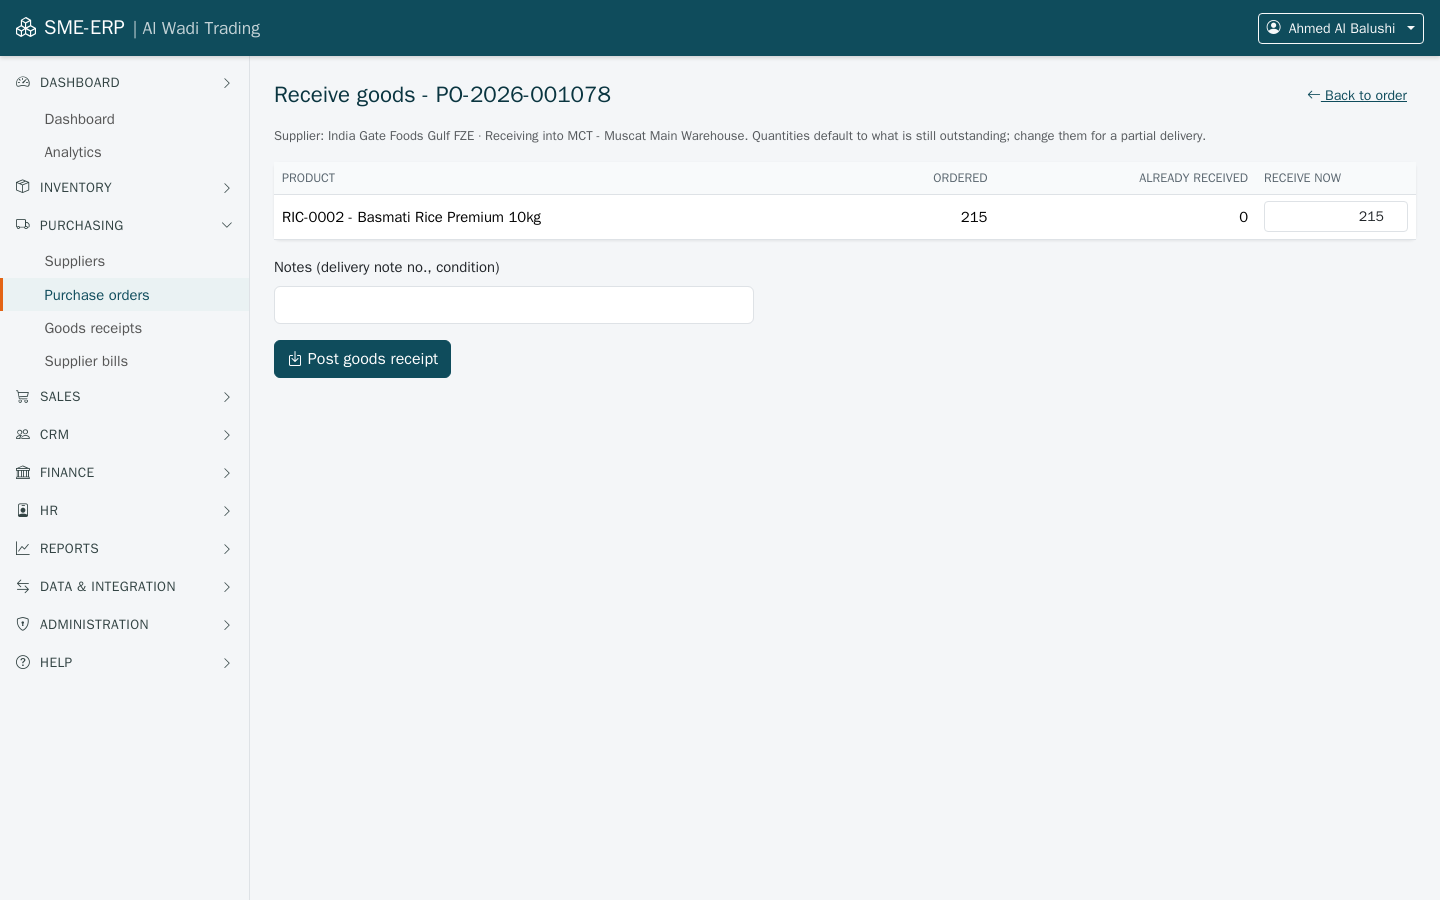 SME-ERP | Al Wadi Trading
Ahmed Al Balushi
DASHBOARD
Dashboard
Analytics
INVENTORY
PURCHASING
Suppliers
Purchase orders
Goods receipts
Supplier bills
SALES
CRM
FINANCE
HR
REPORTS
DATA & INTEGRATION
ADMINISTRATION
HELP
Receive goods - PO-2026-001078
Back to order
Supplier: India Gate Foods Gulf FZE · Receiving into MCT - Muscat Main Warehouse. Quantities default to what is still outstanding; change them for a partial delivery.
PRODUCT ORDERED ALREADY RECEIVED RECEIVE NOW
RIC-0002 - Basmati Rice Premium 10kg 215 0 215
Notes (delivery note no., condition)
Post goods receipt